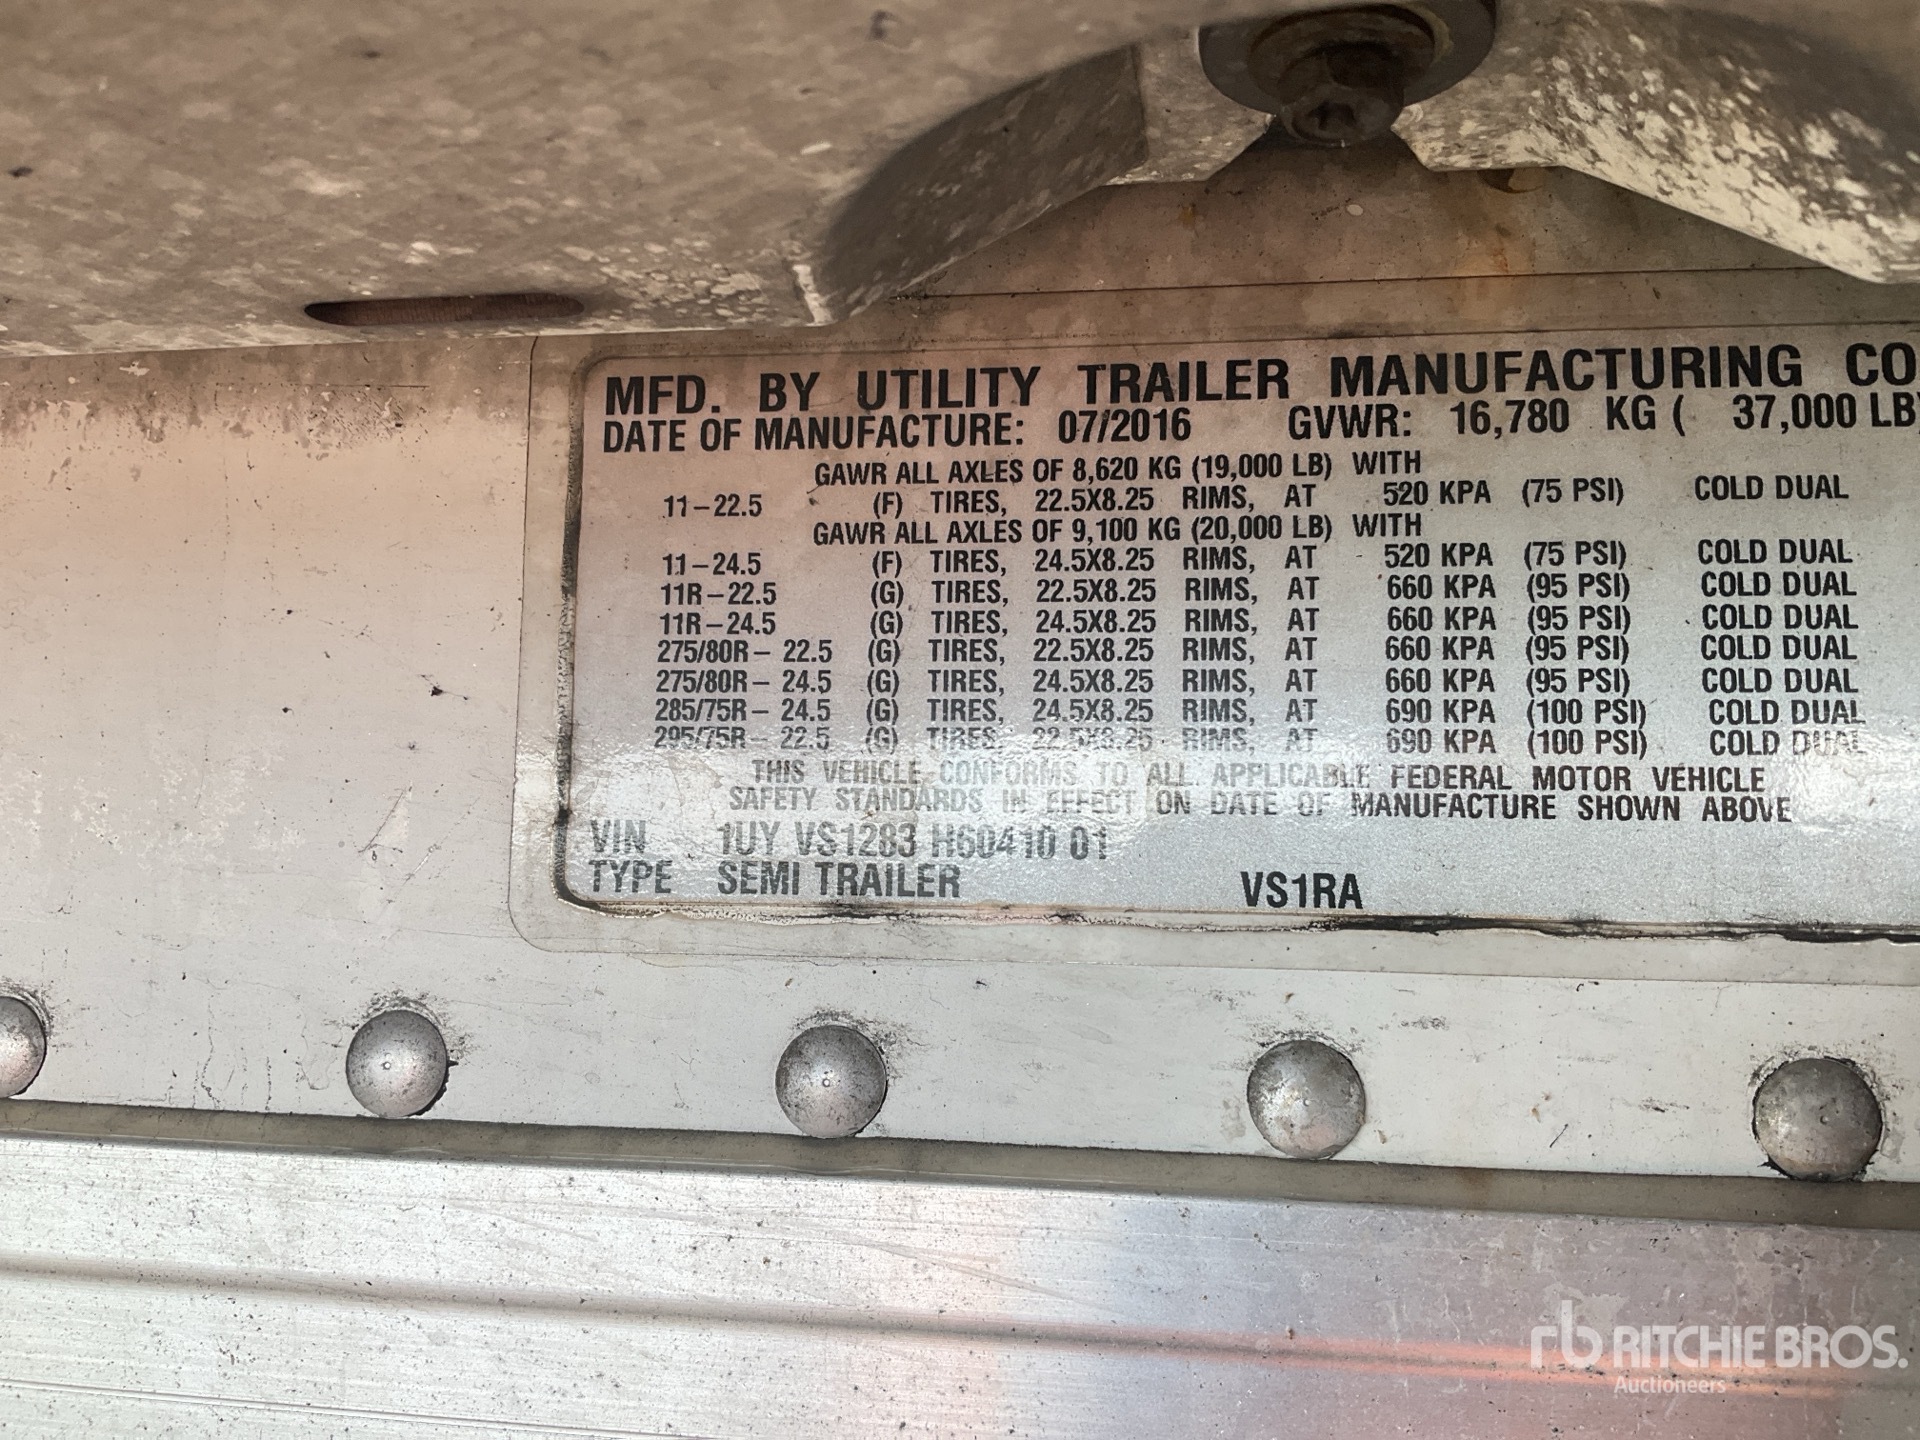 MFD. BY UTILITY TRAILER MANUFACTURING CO
DATE OF MANUFACTURE: 07/2016 GVWR: 16,780 KG ( 37,000 LB)
GAWR ALL AXLES OF 8,620 KG (19,000 LB) WITH
11-22.5 (F) TIRES, 22.5X8.25 RIMS, AT 520 KPA (75 PSI) COLD DUAL
GAWR ALL AXLES OF 9,100 KG (20,000 LB) WITH
11-24.5 (F) TIRES, 24.5X8.25 RIMS, AT 520 KPA (75 PSI) COLD DUAL
11R-22.5 (G) TIRES, 22.5X8.25 RIMS, AT 660 KPA (95 PSI) COLD DUAL
11R-24.5 (G) TIRES, 24.5X8.25 RIMS, AT 660 KPA (95 PSI) COLD DUAL
275/80R- 22.5 (G) TIRES, 22.5X8.25 RIMS, AT 660 KPA (95 PSI) COLD DUAL
275/80R- 24.5 (G) TIRES, 24.5X8.25 RIMS, AT 660 KPA (95 PSI) COLD DUAL
285/75R- 24.5 (G) TIRES, 24.5X8.25 RIMS, AT 690 KPA (100 PSI) COLD DUAL
295/75R- 22.5 (G) TIRES, 22.5X8.25 RIMS, AT 690 KPA (100 PSI) COLD DUAL
THIS VEHICLE CONFORMS TO ALL APPLICABLE FEDERAL MOTOR VEHICLE
SAFETY STANDARDS IN EFFECT ON DATE OF MANUFACTURE SHOWN ABOVE
VIN 1UY VS1283 H60410 01
TYPE SEMI TRAILER VS1RA
rb RITCHIE BROS.
Auctioneers